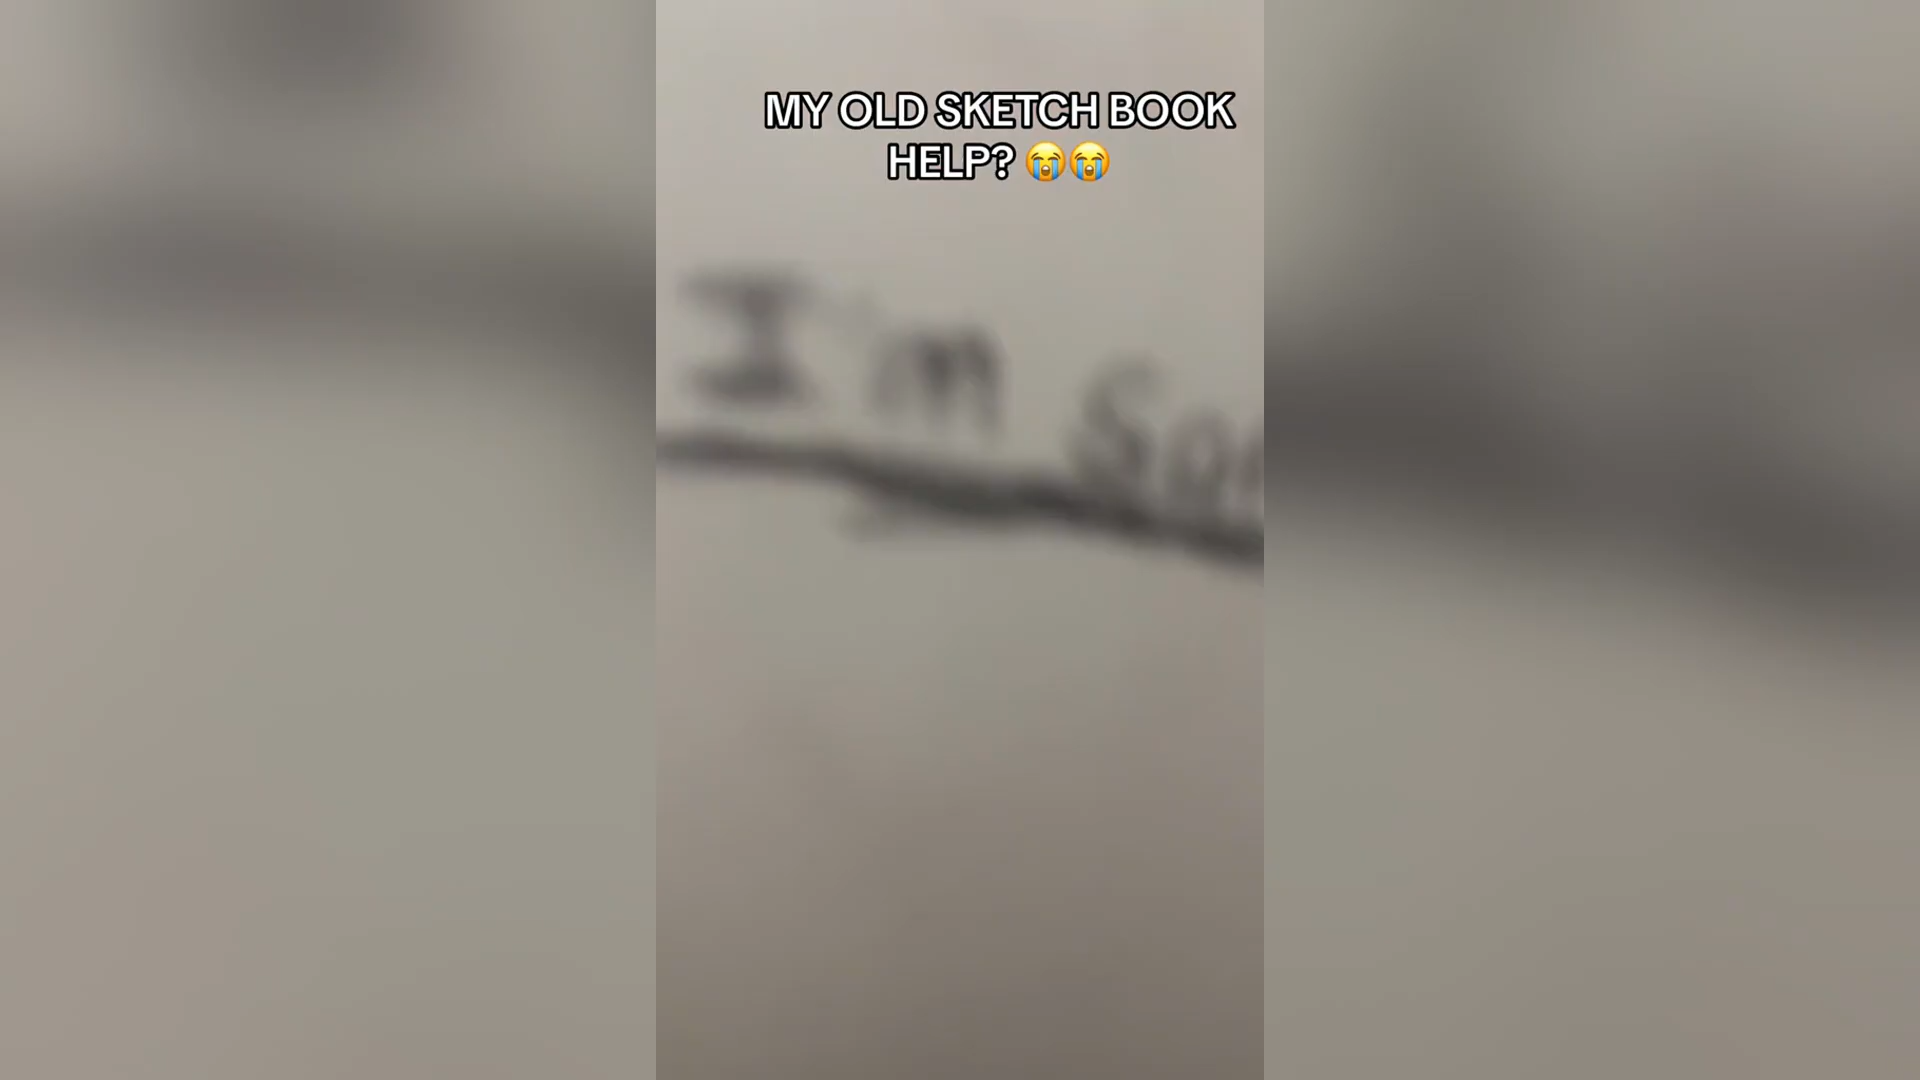 MY OLD SKETCH BOOK
HELP? 😭😭
I'm